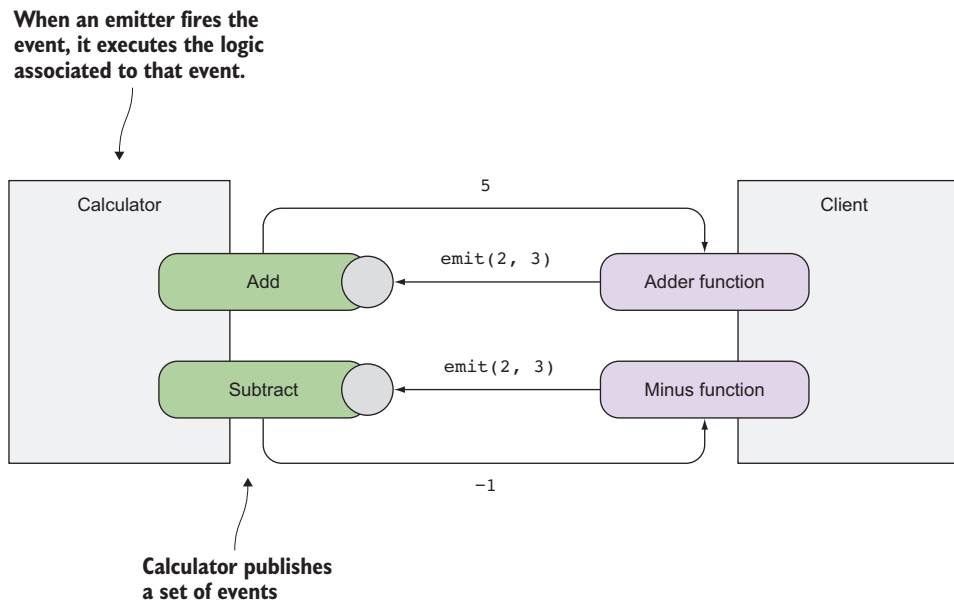 When an emitter fires the
event, it executes the logic
associated to that event.
5
Calculator
Client
emit(2, 3)
Add
Adder function
emit(2, 3)
Subtract
Minus function
−1
Calculator publishes
a set of events